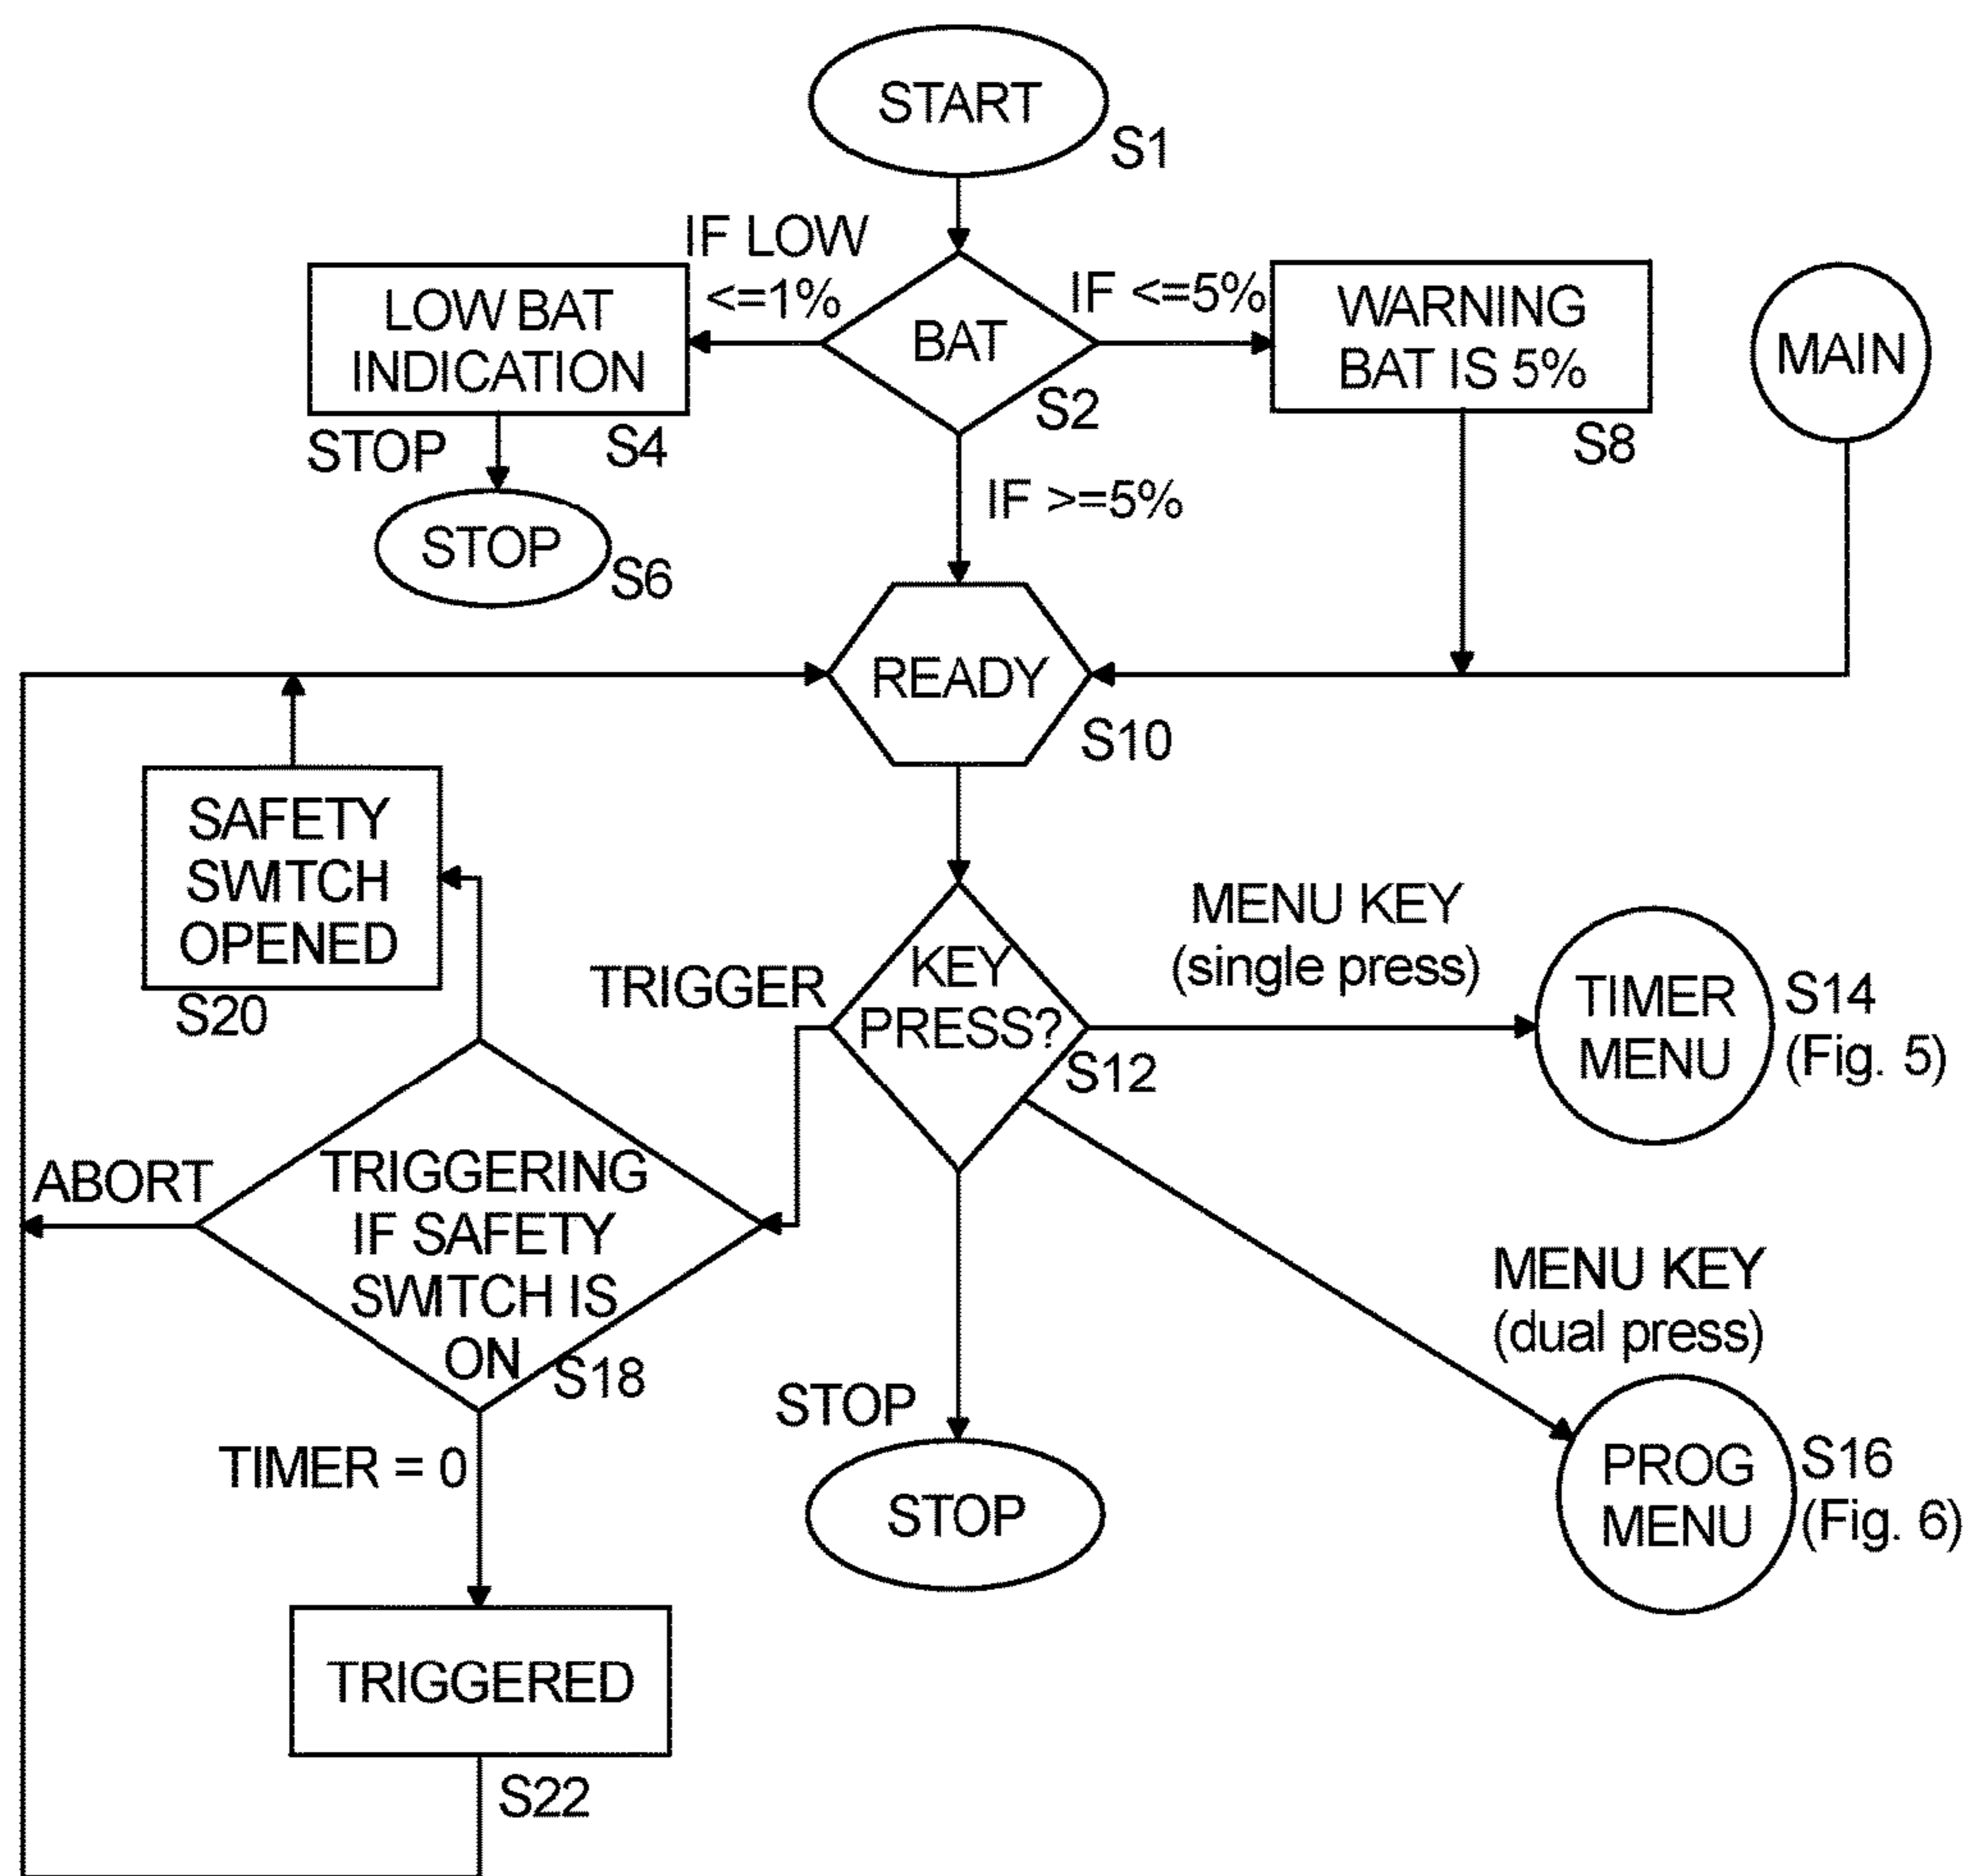 START
S1
IF LOW
<=1%
LOW BAT
INDICATION
S4
BAT
S2
IF <=5%
WARNING
BAT IS 5%
S8
MAIN
STOP
STOP
S6
IF >=5%
READY
S10
SAFETY
SWITCH
OPENED
S20
TRIGGER
KEY
PRESS?
S12
MENU KEY
(single press)
TIMER
MENU
S14
(Fig. 5)
ABORT
TRIGGERING
IF SAFETY
SWITCH IS
ON
S18
MENU KEY
(dual press)
PROG
MENU
S16
(Fig. 6)
STOP
STOP
TIMER = 0
TRIGGERED
S22